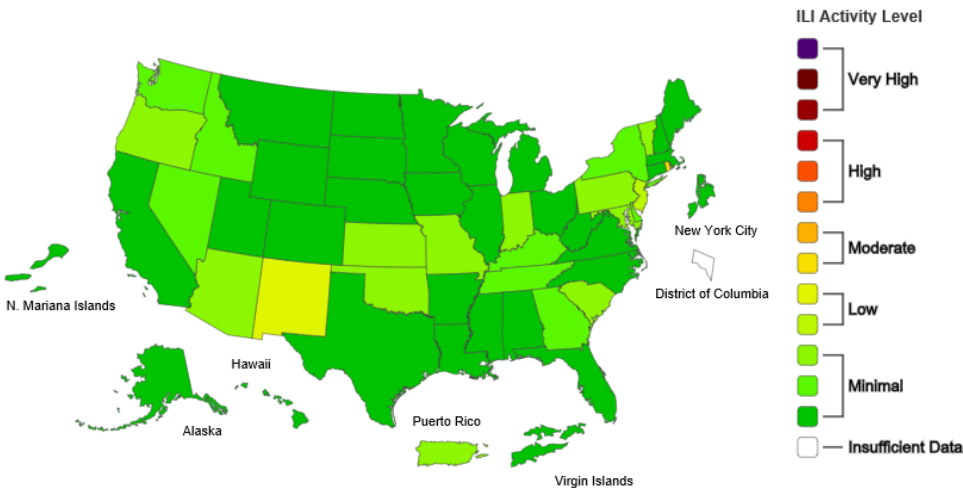 ILI Activity Level
Very High
High
Moderate
Low
Minimal
Insufficient Data
New York City
District of Columbia
N. Mariana Islands
Hawaii
Alaska
Puerto Rico
Virgin Islands